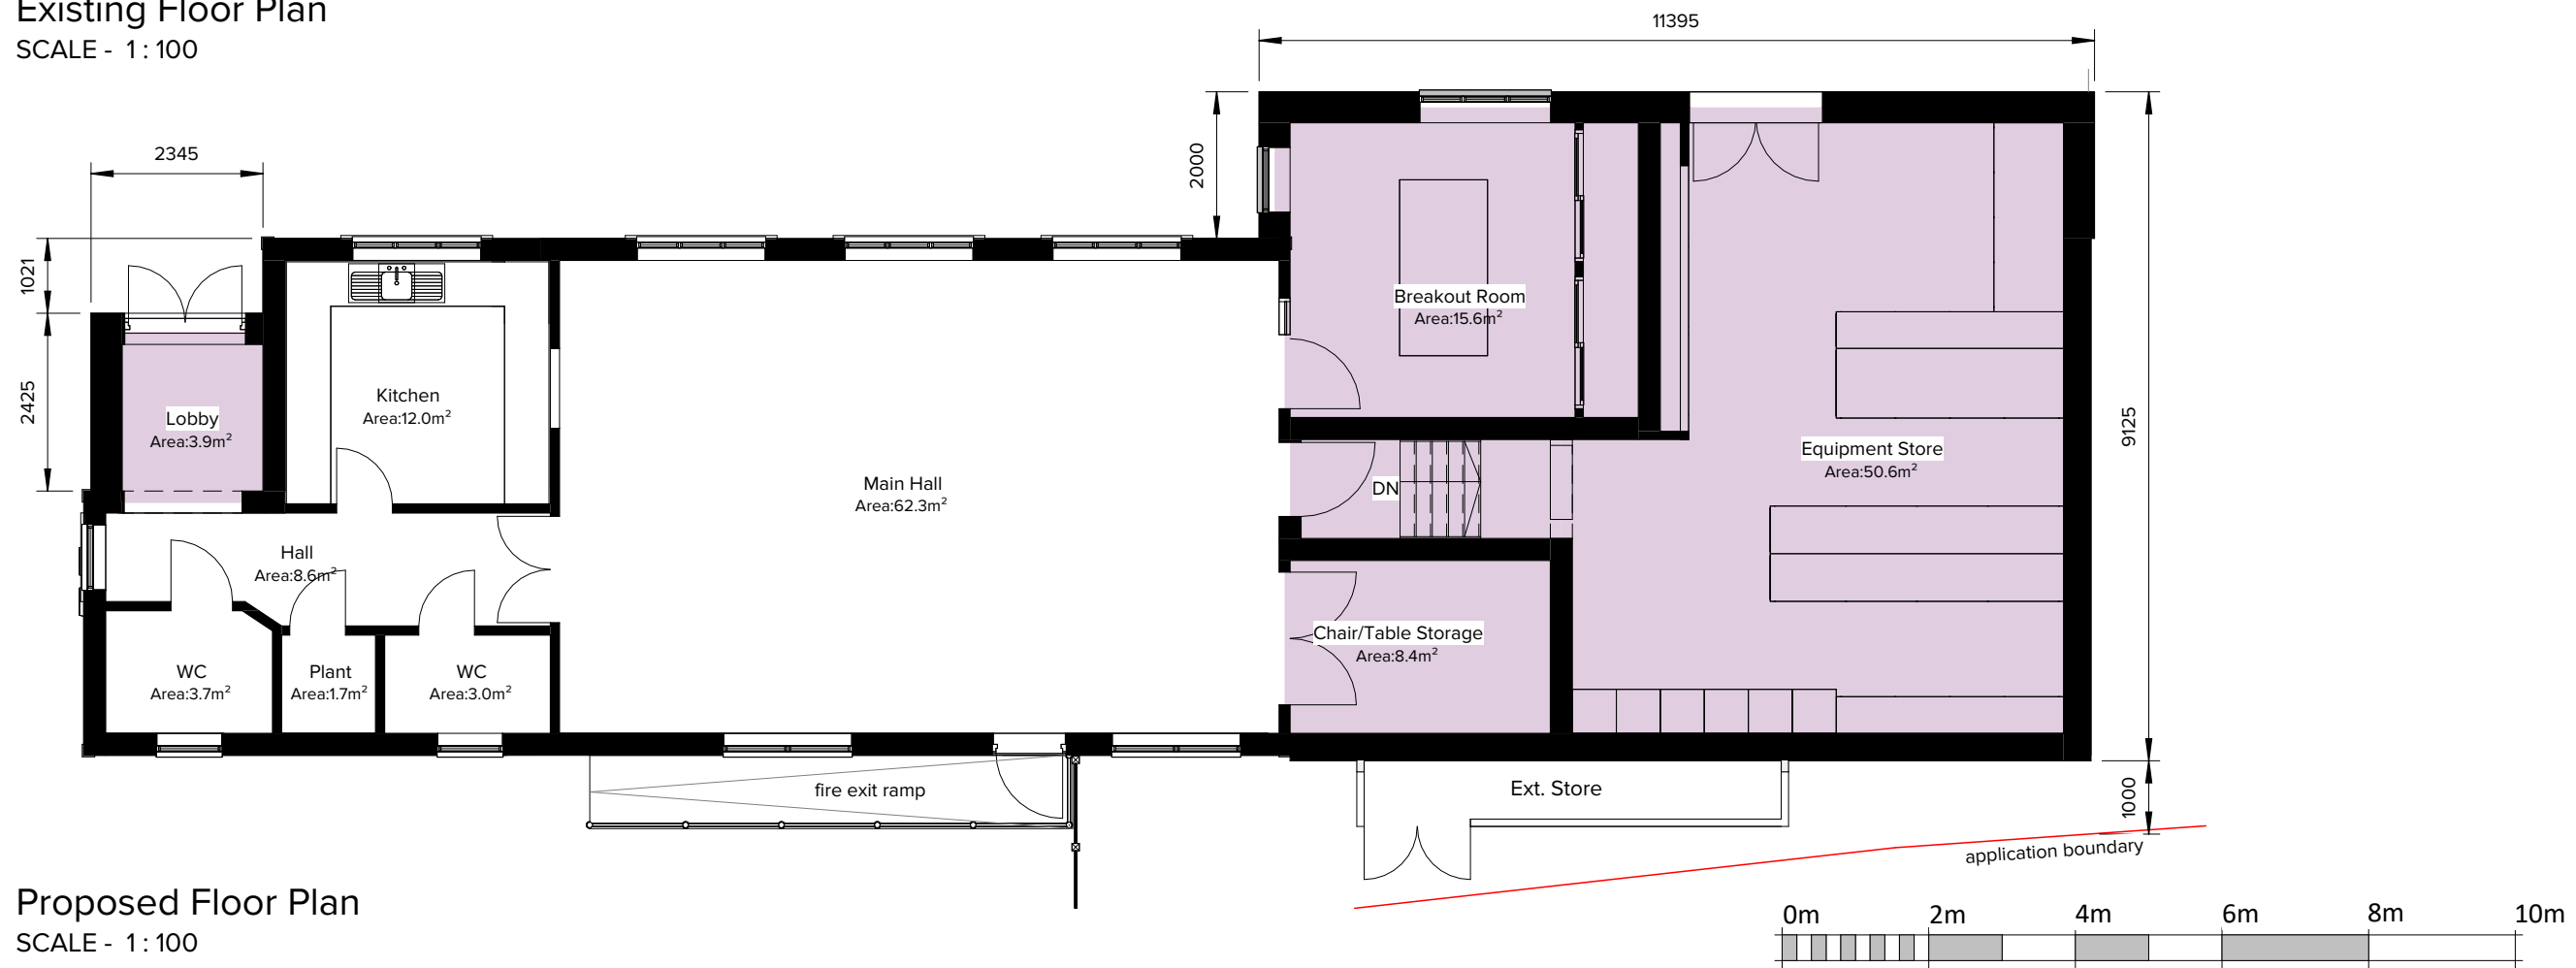 Existing Floor Plan
SCALE - 1 : 100
11395
2345
2000
1021
2425
9125
1000
Breakout Room
Area:15.6m²
Kitchen
Area:12.0m²
Lobby
Area:3.9m²
Main Hall
Area:62.3m²
DN
Equipment Store
Area:50.6m²
Hall
Area:8.6m²
Chair/Table Storage
Area:8.4m²
WC
Area:3.7m²
Plant
Area:1.7m²
WC
Area:3.0m²
fire exit ramp
Ext. Store
application boundary
Proposed Floor Plan
SCALE - 1 : 100
0m 2m 4m 6m 8m 10m